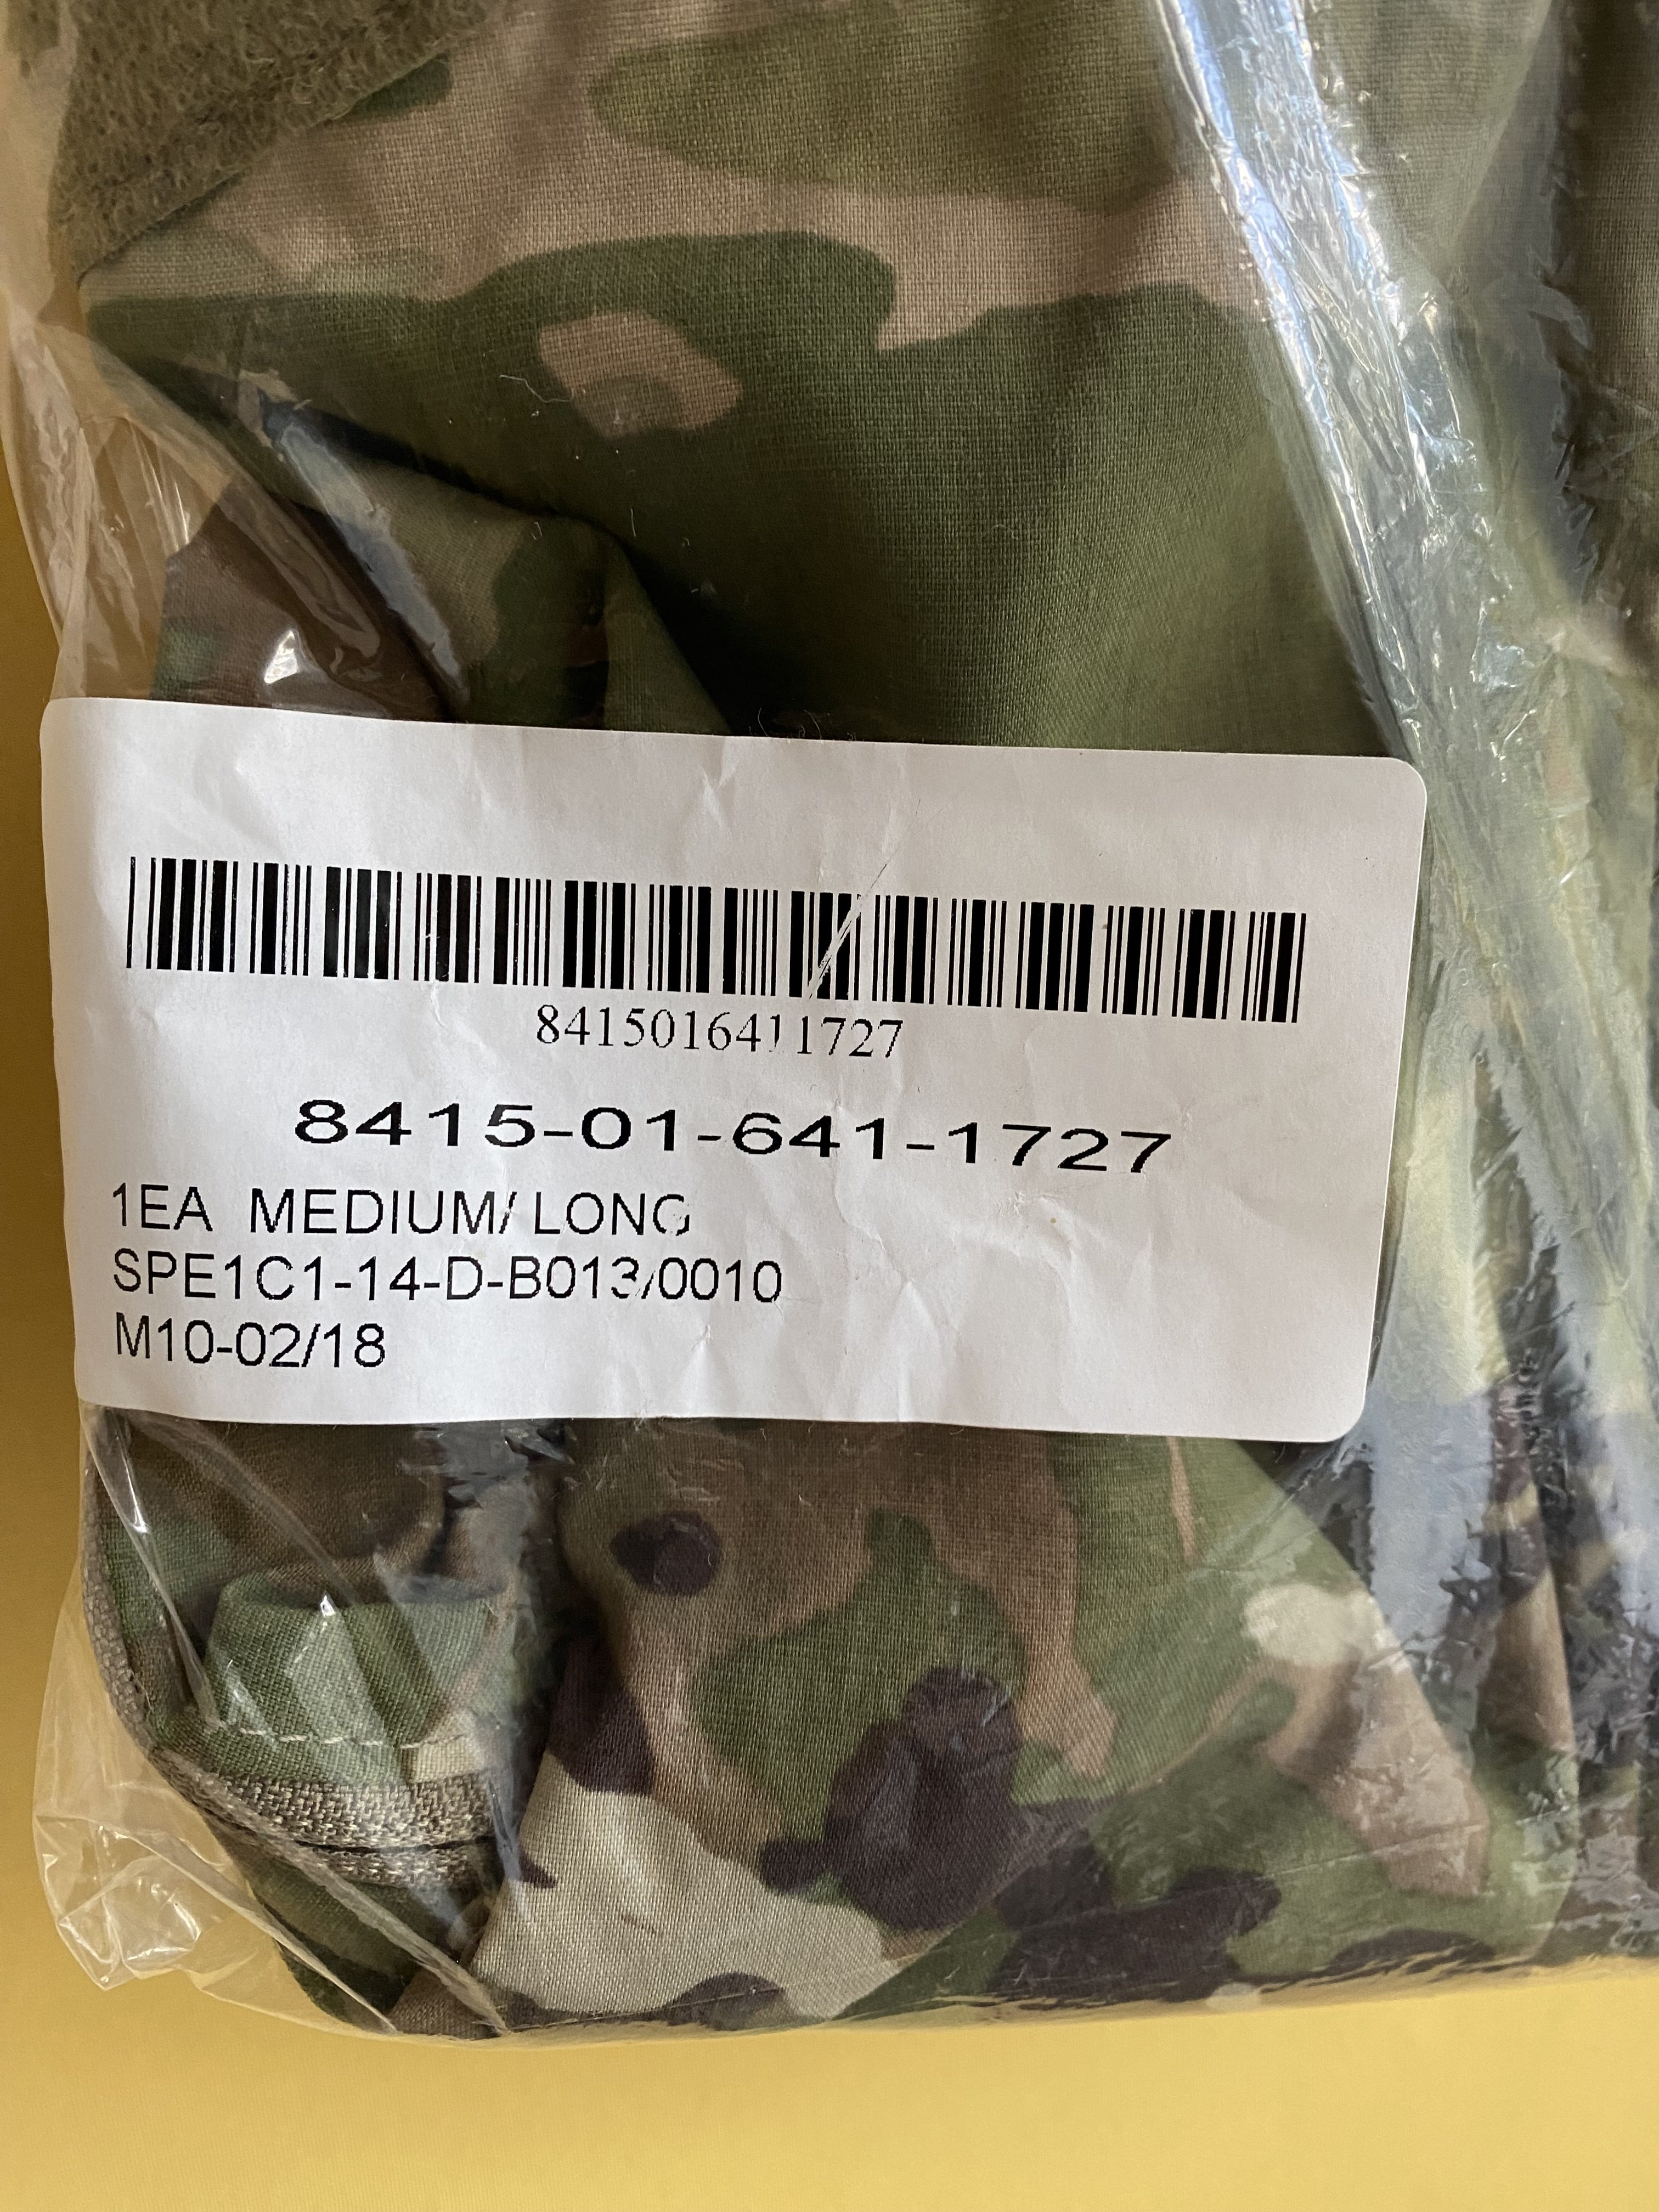 8415016411727
8415-01-641-1727
1EA MEDIUM/ LONG
SPE1C1-14-D-B013/0010
M10-02/18